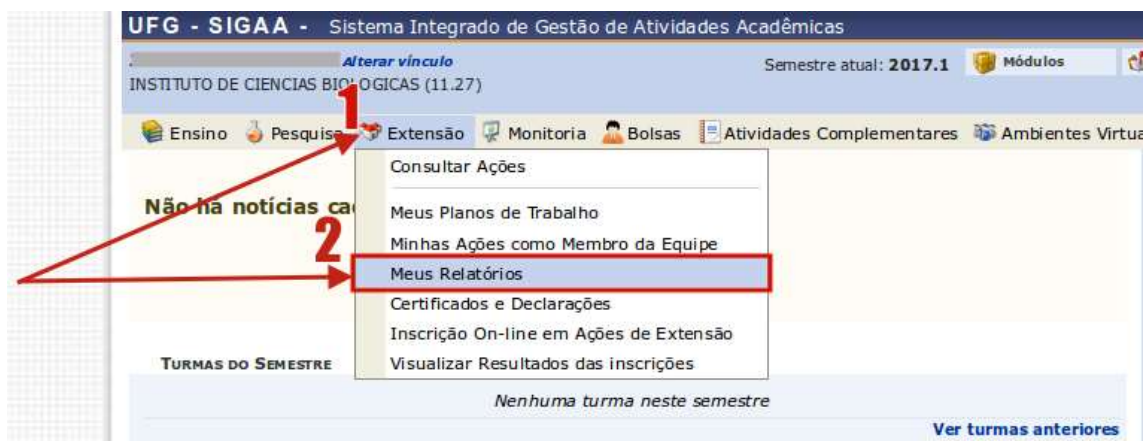 UFG - SIGAA - Sistema Integrado de Gestão de Atividades Acadêmicas
Alterar vínculo
Semestre atual: 2017.1
Módulos
INSTITUTO DE CIENCIAS BIOLOGICAS (11.27)
1
Ensino Pesquisa Extensão Monitoria Bolsas Atividades Complementares Ambientes Virtua
Consultar Ações
Não há notícias cad
Meus Planos de Trabalho
2
Minhas Ações como Membro da Equipe
Meus Relatórios
Certificados e Declarações
Inscrição On-line em Ações de Extensão
Visualizar Resultados das inscrições
TURMAS DO SEMESTRE
Nenhuma turma neste semestre
Ver turmas anteriores